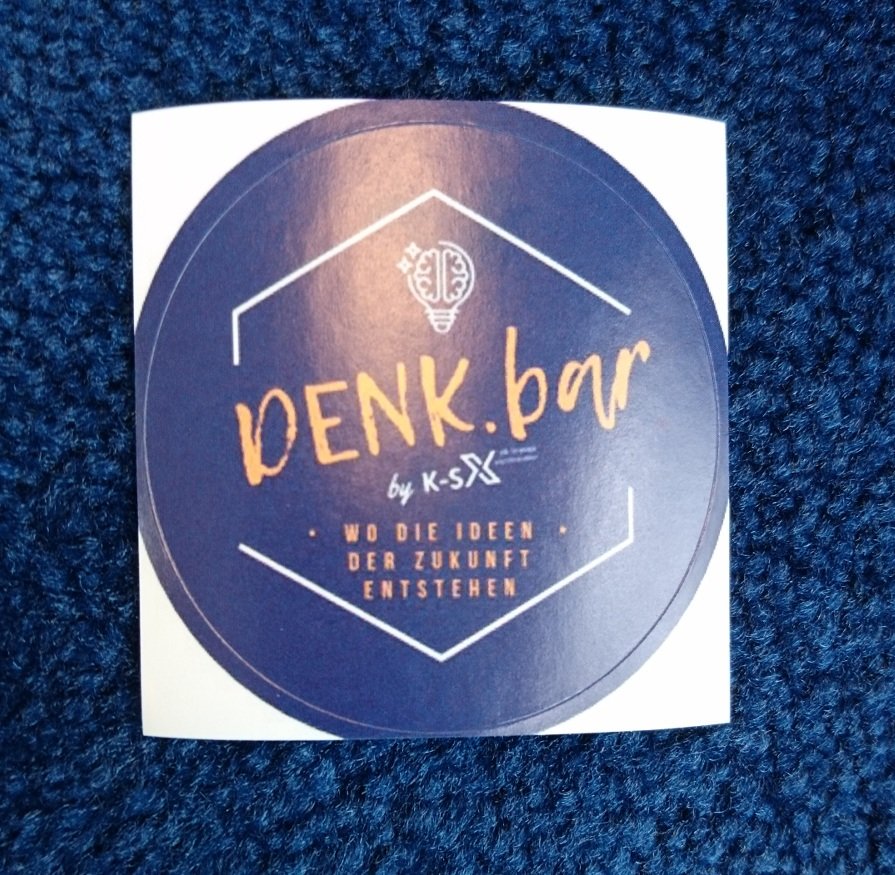 DENK.bar
by K-sX
• WO DIE IDEEN •
DER ZUKUNFT
ENTSTEHEN